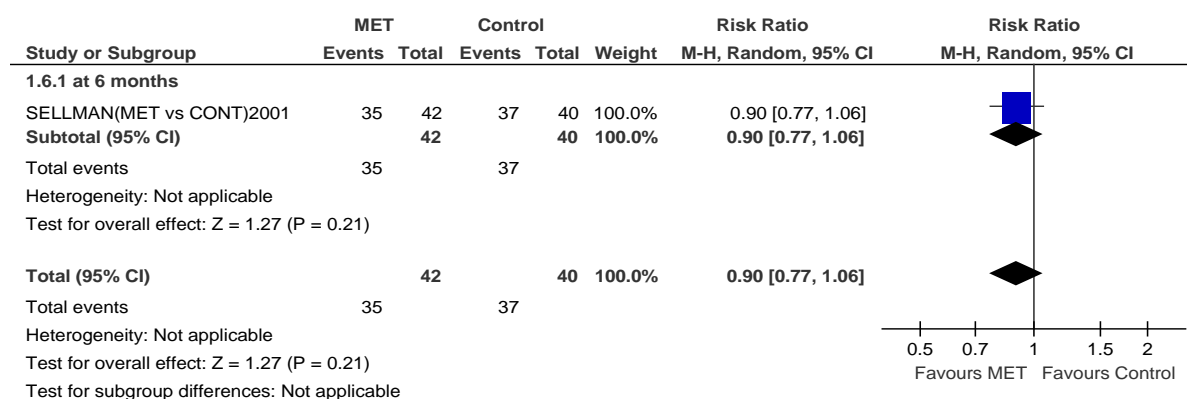 MET Control Risk Ratio Risk Ratio
Study or Subgroup Events Total Events Total Weight M-H, Random, 95% CI M-H, Random, 95% CI
1.6.1 at 6 months
SELLMAN(MET vs CONT)2001 35 42 37 40 100.0% 0.90 [0.77, 1.06]
Subtotal (95% CI) 42 40 100.0% 0.90 [0.77, 1.06]
Total events 35 37
Heterogeneity: Not applicable
Test for overall effect: Z = 1.27 (P = 0.21)
Total (95% CI) 42 40 100.0% 0.90 [0.77, 1.06]
Total events 35 37
Heterogeneity: Not applicable
Test for overall effect: Z = 1.27 (P = 0.21)
Test for subgroup differences: Not applicable
0.5 0.7 1 1.5 2
Favours MET Favours Control